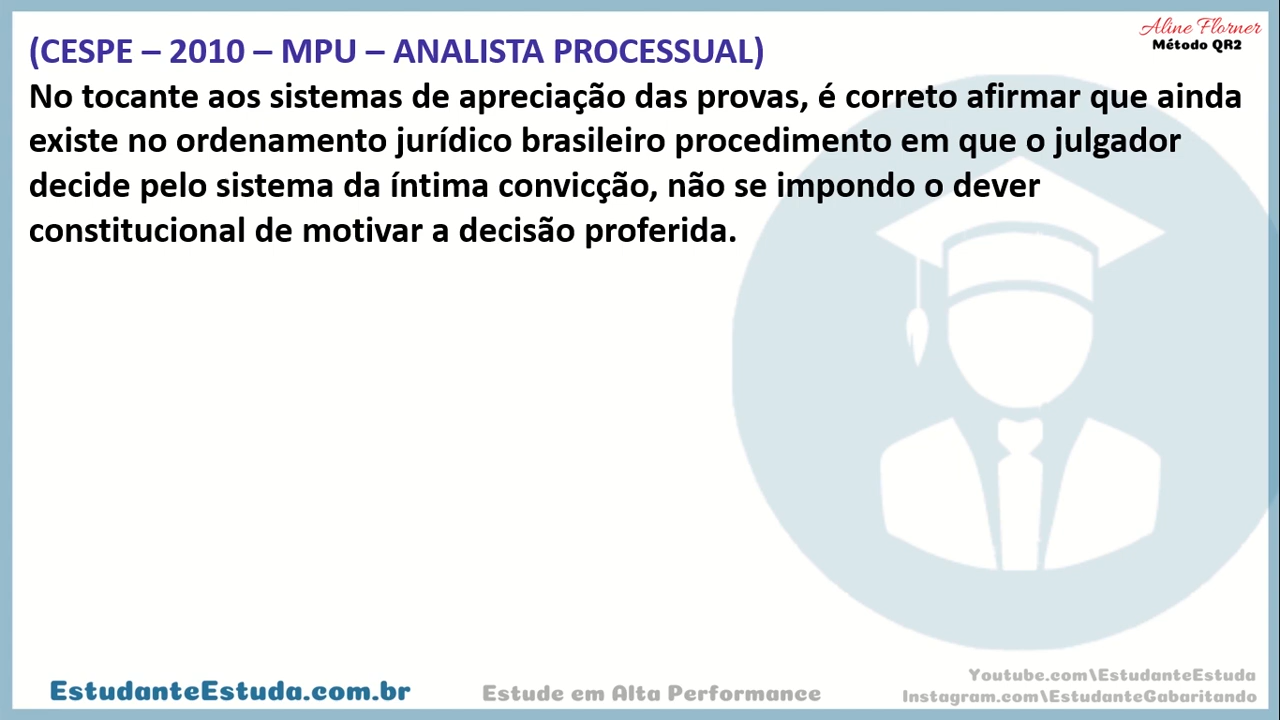 Aline Florner
Método QR2
(CESPE – 2010 – MPU – ANALISTA PROCESSUAL)
No tocante aos sistemas de apreciação das provas, é correto afirmar que ainda
existe no ordenamento jurídico brasileiro procedimento em que o julgador
decide pelo sistema da íntima convicção, não se impondo o dever
constitucional de motivar a decisão proferida.
EstudanteEstuda.com.br
Estude em Alta Performance
Youtube.com\EstudanteEstuda
Instagram.com\EstudanteGabaritando